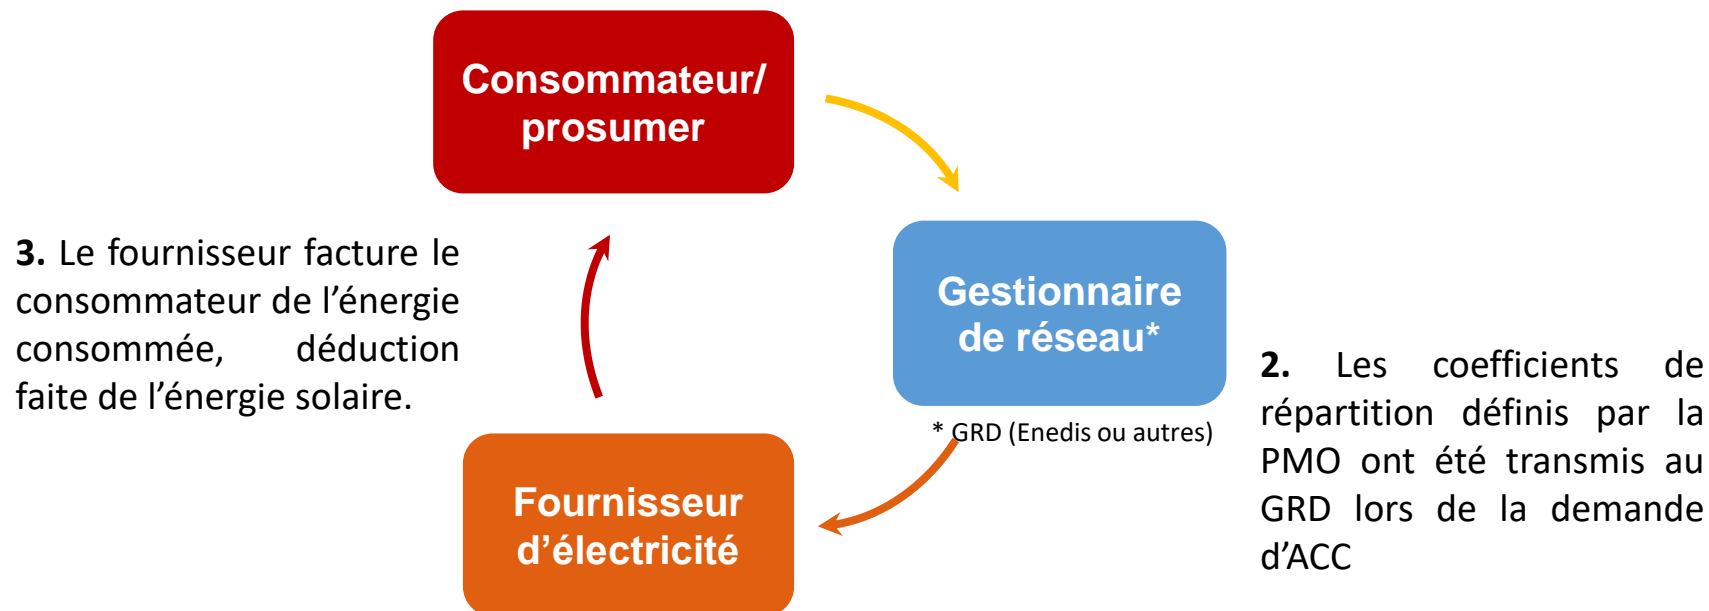 Consommateur/
prosumer
Gestionnaire
de réseau*
* GRD (Enedis ou autres)
2. Les coefficients de
répartition définis par la
PMO ont été transmis au
GRD lors de la demande
d’ACC
Fournisseur
d’électricité
3. Le fournisseur facture le
consommateur de l’énergie
consommée, déduction
faite de l’énergie solaire.